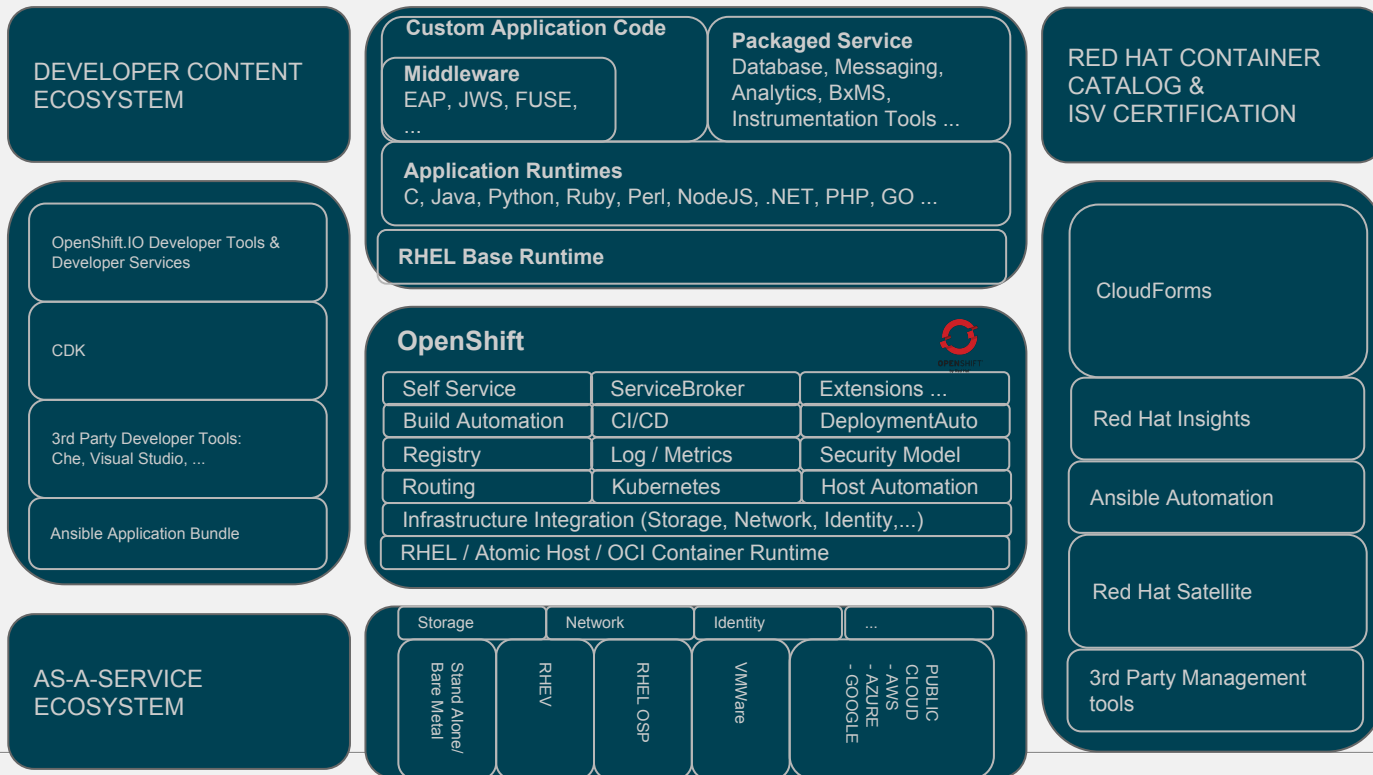 DEVELOPER CONTENT
ECOSYSTEM
OpenShift.IO Developer Tools &
Developer Services
CDK
3rd Party Developer Tools:
Che, Visual Studio, ...
Ansible Application Bundle
AS-A-SERVICE
ECOSYSTEM
Custom Application Code
Middleware
EAP, JWS, FUSE,
...
Packaged Service
Database, Messaging,
Analytics, BxMS,
Instrumentation Tools ...
Application Runtimes
C, Java, Python, Ruby, Perl, NodeJS, .NET, PHP, GO ...
RHEL Base Runtime
OpenShift
OPENSHIFT
Self Service
ServiceBroker
Extensions ...
Build Automation
CI/CD
DeploymentAuto
Registry
Log / Metrics
Security Model
Routing
Kubernetes
Host Automation
Infrastructure Integration (Storage, Network, Identity,...)
RHEL / Atomic Host / OCI Container Runtime
Storage
Network
Identity
...
Stand Alone/
Bare Metal
RHEV
RHEL OSP
VMWare
PUBLIC
CLOUD
- AWS
- AZURE
- GOOGLE
RED HAT CONTAINER
CATALOG &
ISV CERTIFICATION
CloudForms
Red Hat Insights
Ansible Automation
Red Hat Satellite
3rd Party Management
tools